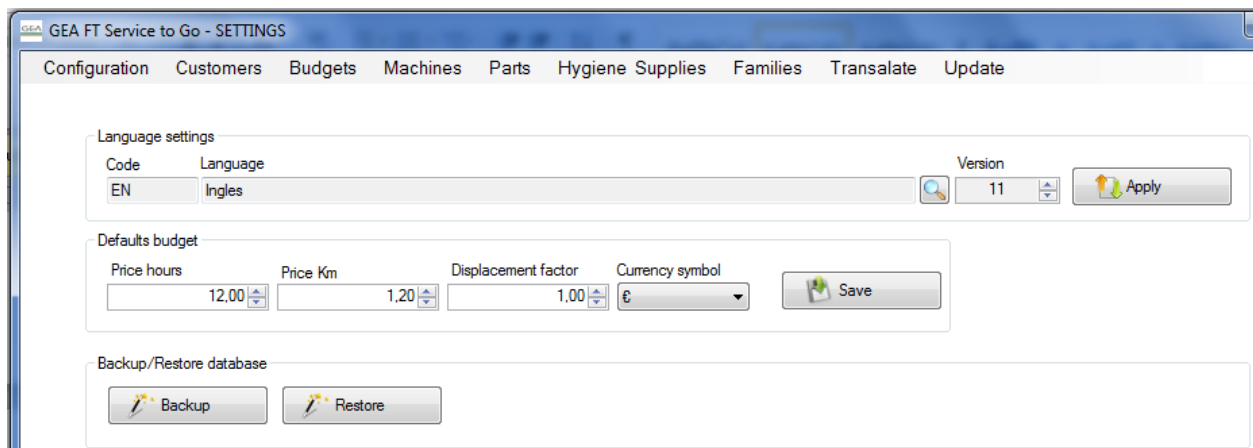 GEA GEA FT Service to Go - SETTINGS
Configuration Customers Budgets Machines Parts Hygiene Supplies Families Transalate Update
Language settings
Code Language Version
EN Ingles 11 Apply
Defaults budget
Price hours Price Km Displacement factor Currency symbol
12,00 1,20 1,00 € Save
Backup/Restore database
Backup Restore